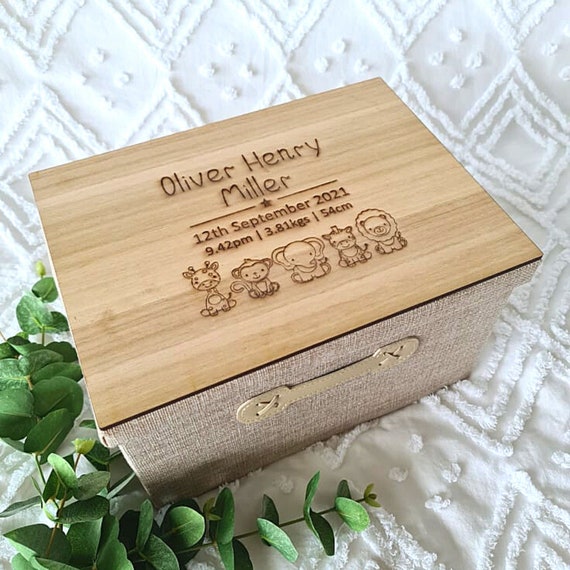 Oliver Henry
Miller
12th September 2021
9.42pm | 3.81kgs | 54cm